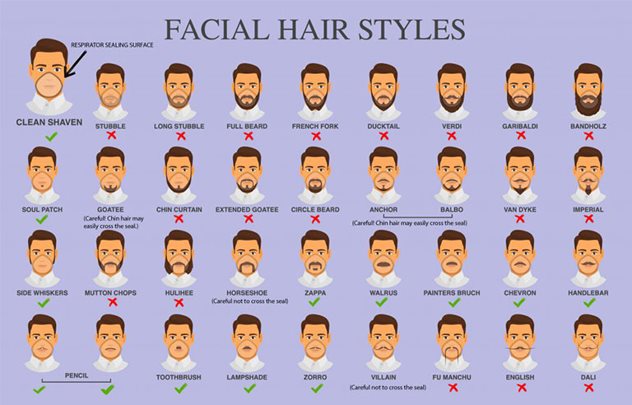 FACIAL HAIR STYLES
RESPIRATOR SEALING SURFACE
CLEAN SHAVEN
STUBBLE
LONG STUBBLE
FULL BEARD
FRENCH FORK
DUCKTAIL
VERDI
GARIBALDI
BANDHOLZ
SOUL PATCH
GOATEE
(Careful! Chin hair may
easily cross the seal.)
CHIN CURTAIN
EXTENDED GOATEE
CIRCLE BEARD
ANCHOR
BALBO
(Careful! Chin hair may easily cross the seal)
VAN DYKE
IMPERIAL
SIDE WHISKERS
MUTTON CHOPS
HULIHEE
HORSESHOE
(Careful not to cross the seal)
ZAPPA
WALRUS
PAINTERS BRUCH
CHEVRON
HANDLEBAR
PENCIL
TOOTHBRUSH
LAMPSHADE
ZORRO
VILLAIN
(Careful not to cross the seal)
FU MANCHU
ENGLISH
DALI